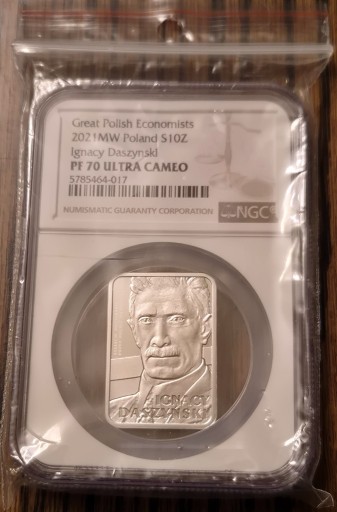 Great Polish Economists
2021MW Poland S10Z
Ignacy Daszynski
PF 70 ULTRA CAMEO
5785464-017
NUMISMATIC GUARANTY CORPORATION
NGC
IGNACY
DASZYŃSKI